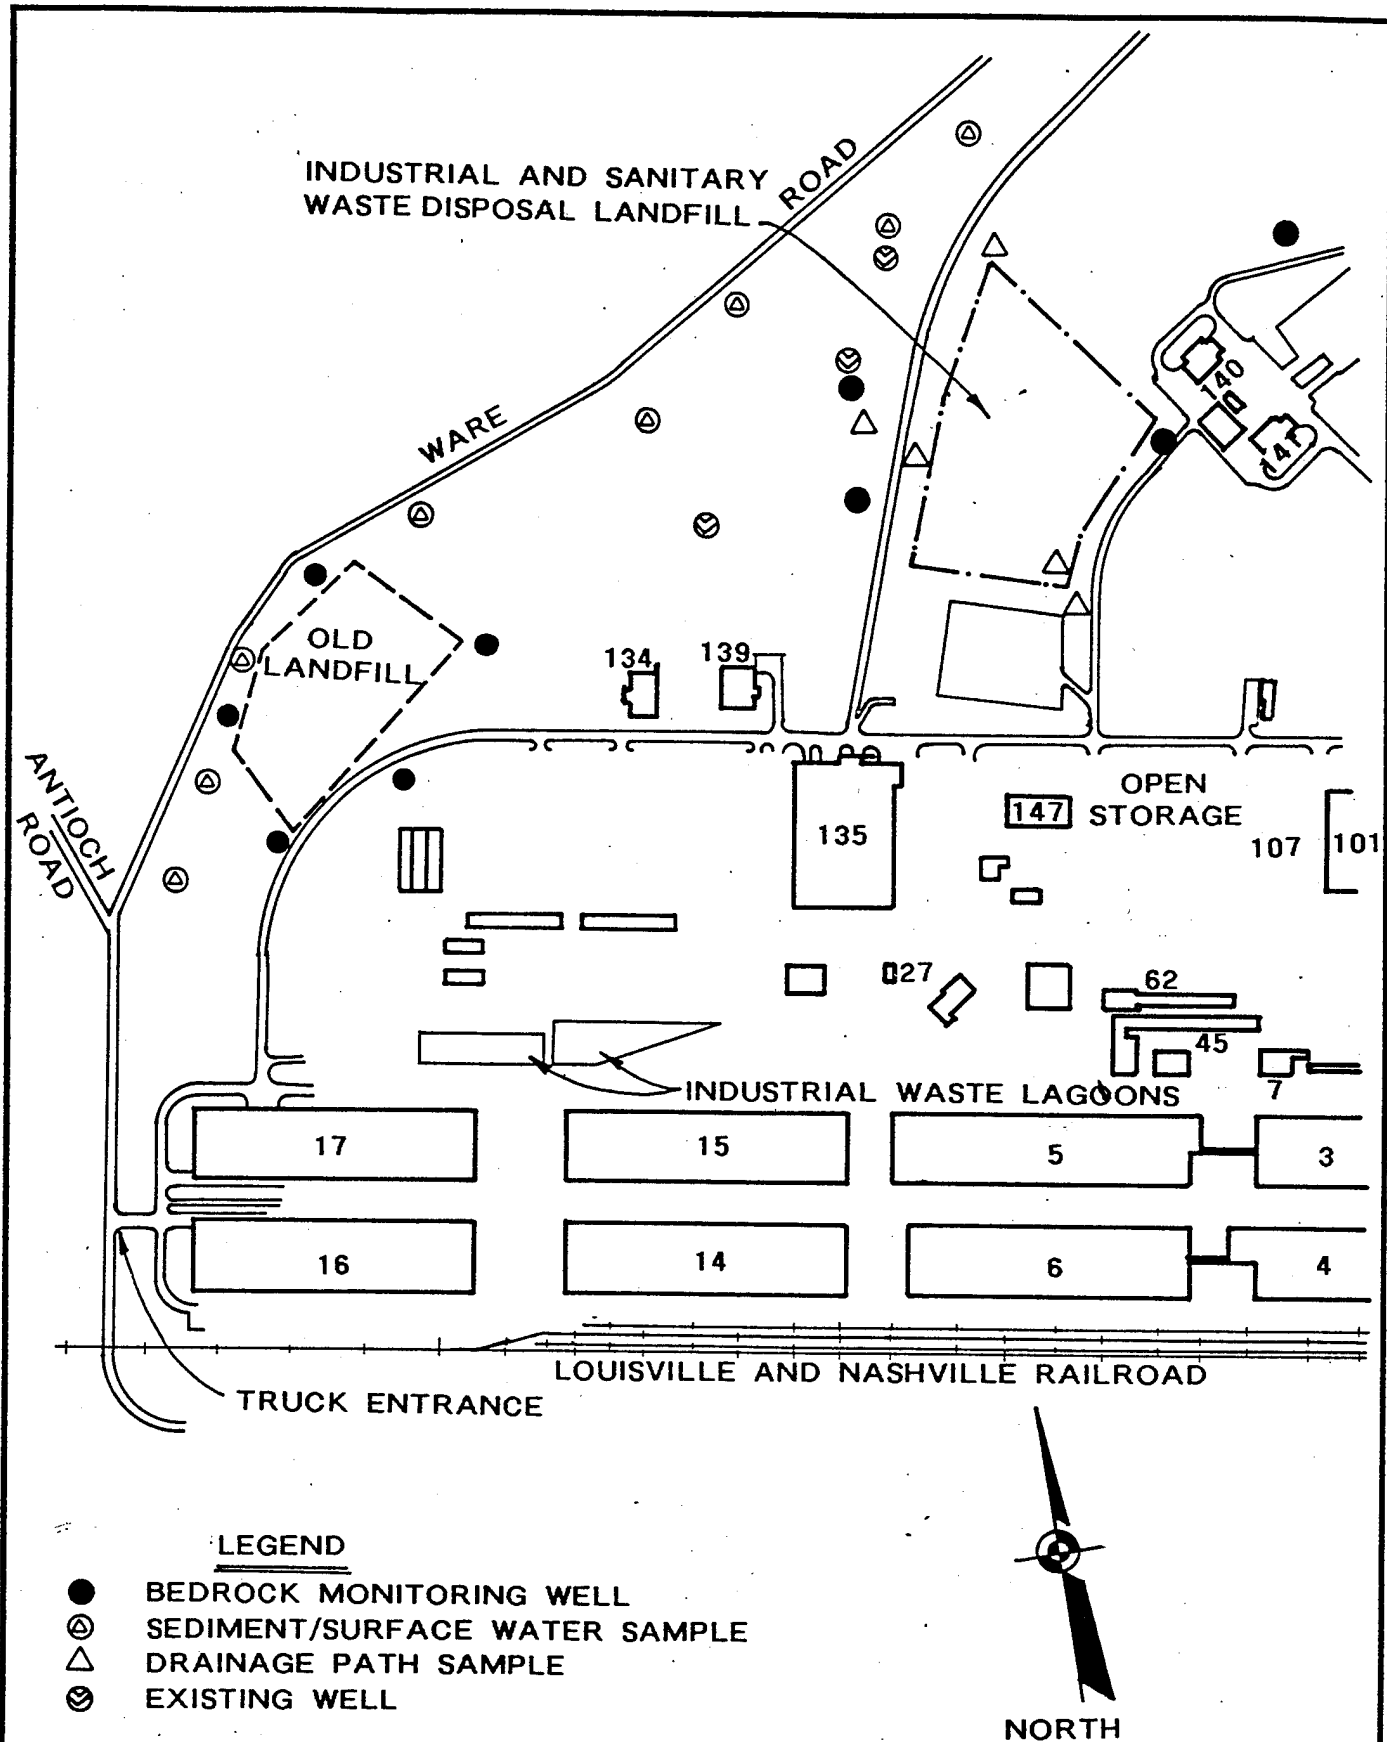 INDUSTRIAL AND SANITARY
WASTE DISPOSAL LANDFILL
ROAD
WARE
140
141
OLD
LANDFILL
134
139
ANTIOCH
ROAD
OPEN
STORAGE
147
135
107
101
27
62
45
7
INDUSTRIAL WASTE LAGOONS
17
15
5
3
16
14
6
4
LOUISVILLE AND NASHVILLE RAILROAD
TRUCK ENTRANCE
LEGEND
BEDROCK MONITORING WELL
SEDIMENT/SURFACE WATER SAMPLE
DRAINAGE PATH SAMPLE
EXISTING WELL
NORTH